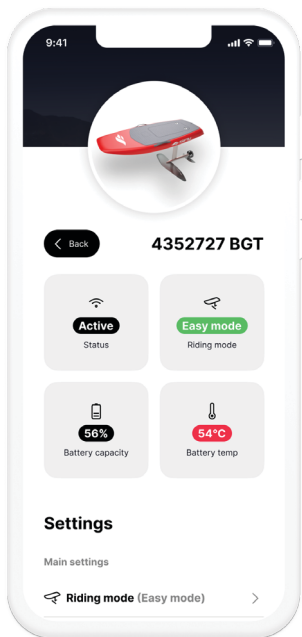 9:41
Back
4352727 BGT
Active
Status
Easy mode
Riding mode
56%
Battery capacity
54°C
Battery temp
Settings
Main settings
Riding mode (Easy mode)